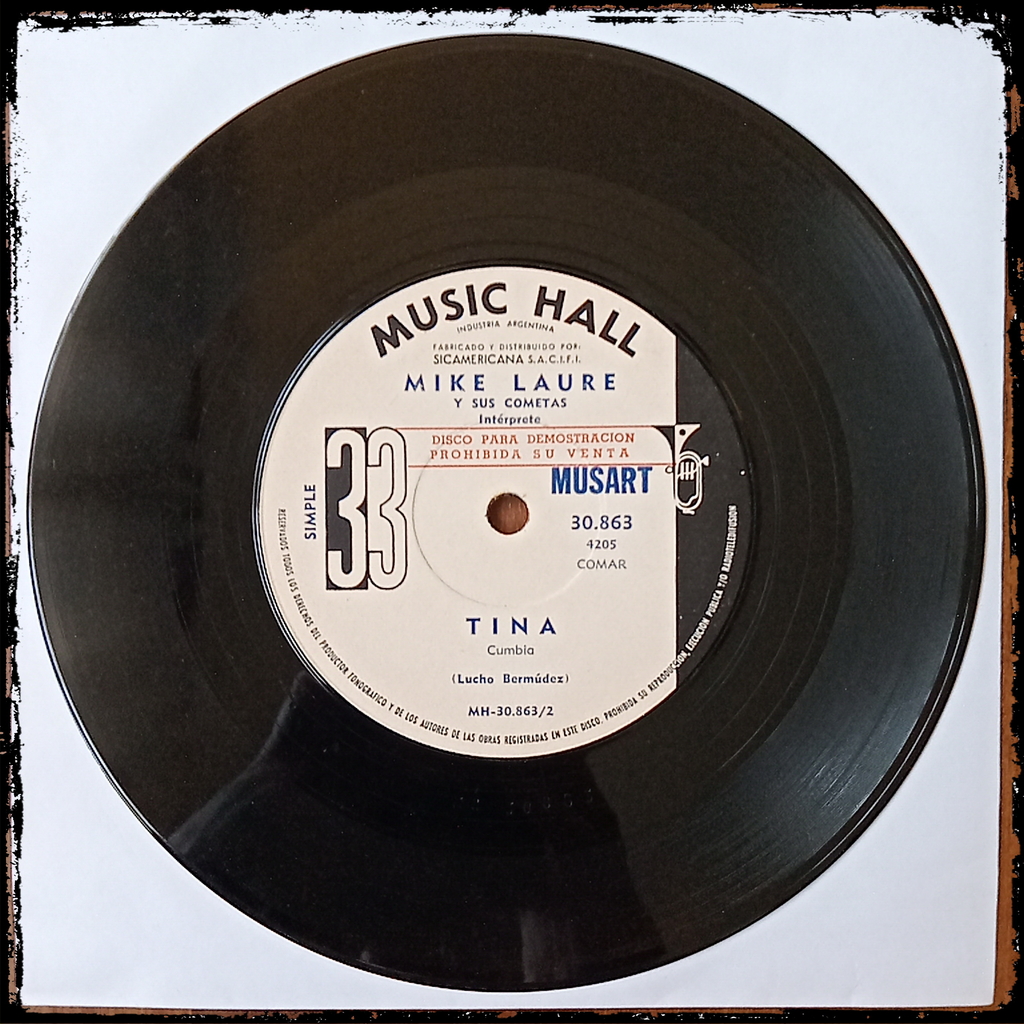 MUSIC HALL
INDUSTRIA ARGENTINA
FABRICADO Y DISTRIBUIDO POR:
SICAMERICANA S.A.C.I.F.I.
MIKE LAURE
Y SUS COMETAS
Intérprete
DISCO PARA DEMOSTRACION
PROHIBIDA SU VENTA
SIMPLE
33
MUSART
30.863
4205
COMAR
TINA
Cumbia
(Lucho Bermúdez)
MH-30.863/2
RESERVADOS TODOS LOS DERECHOS DEL PRODUCTOR FONOGRAFICO Y DE LOS AUTORES DE LAS OBRAS REGISTRADAS EN ESTE DISCO. PROHIBIDA SU REPRODUCCION, EJECUCION PUBLICA Y/O RADIOTELEDIFUSION